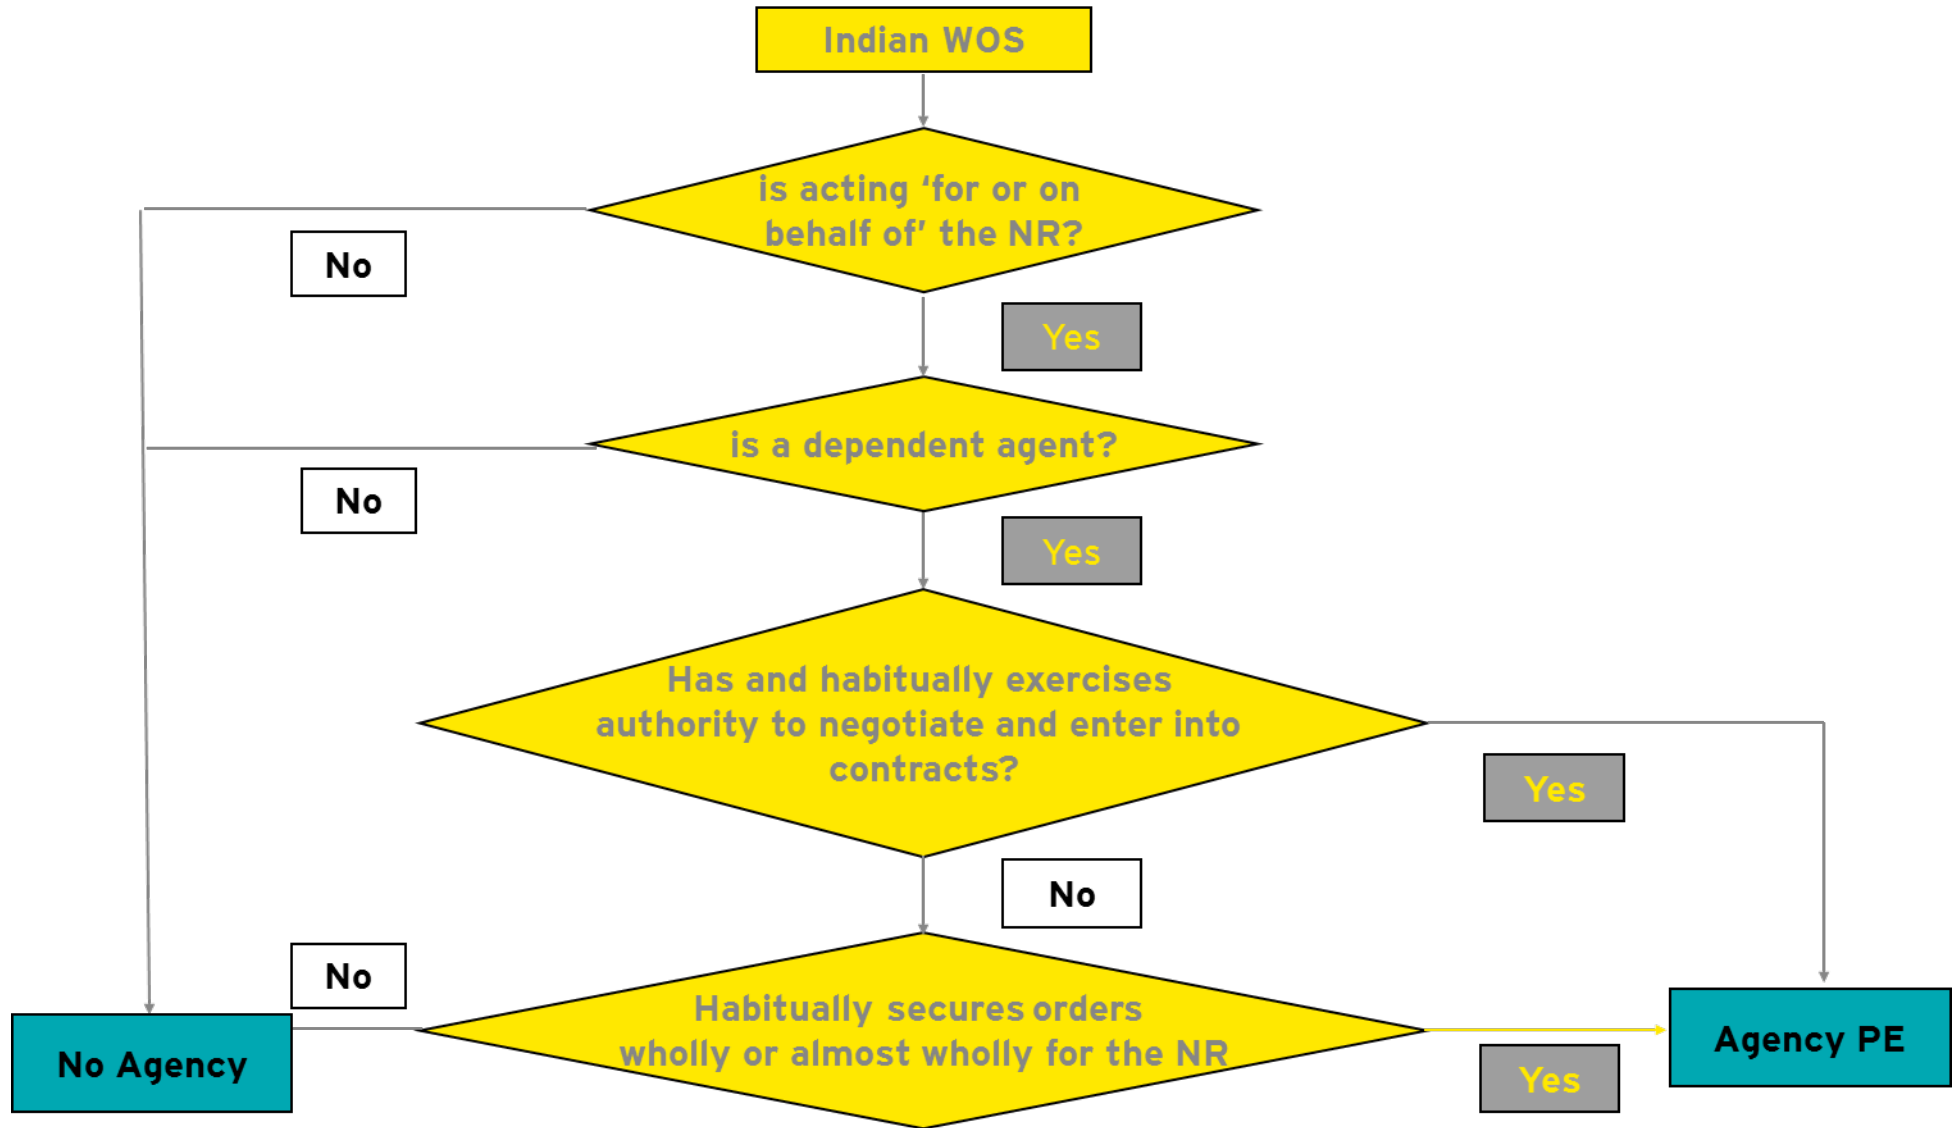 Indian WOS
is acting ‘for or on
behalf of’ the NR?
No
Yes
is a dependent agent?
No
Yes
Has and habitually exercises
authority to negotiate and enter into
contracts?
Yes
No
No
Habitually secures orders
wholly or almost wholly for the NR
Agency PE
No Agency
Yes